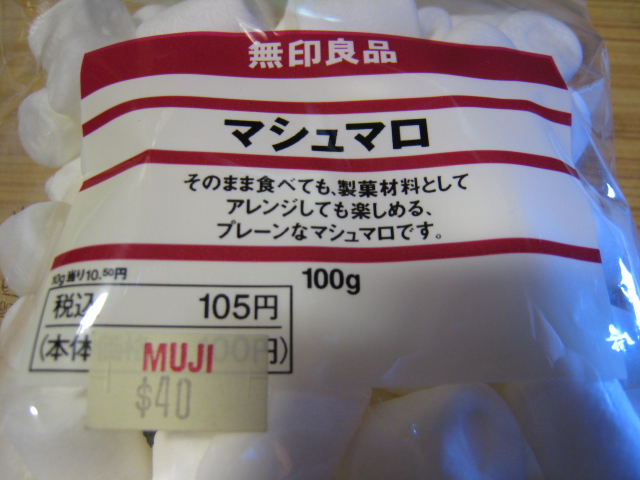 無印良品
マシュマロ
そのまま食べても、製菓材料として
アレンジしても楽しめる、
プレーンなマシュマロです。
100g
10g当り10.50円
税込 105円
(本体 00円)
MUJI
$40